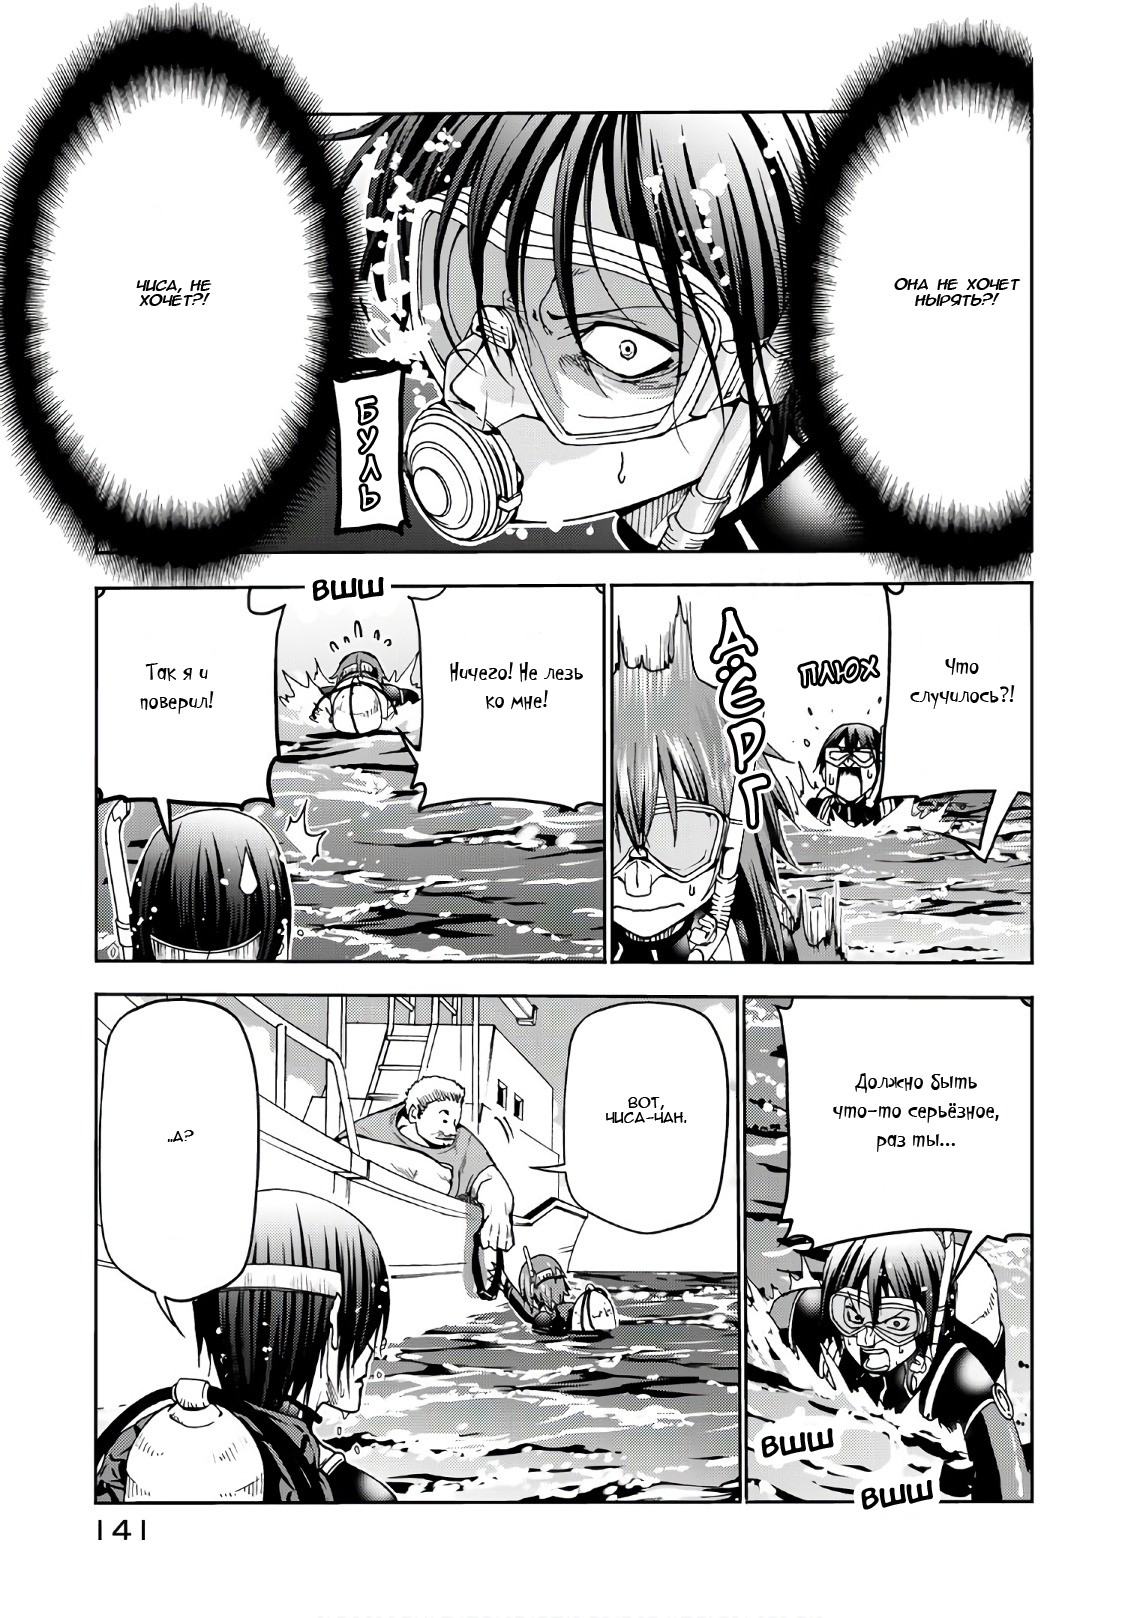 ОНА НЕ ХОЧЕТ
НЫРЯТЬ?!
ЧИСА, НЕ
ХОЧЕТ?!
БУЛЬ
Что
случилось?!
ПЛЮХ
ДЁРГ
ВШШ
Ничего! Не лезь
ко мне!
Так я и
поверил!
Должно быть
что-то серьёзное,
раз ты...
ВШШ
ВШШ
ВОТ,
ЧИСА-ЧАН.
..А?
141